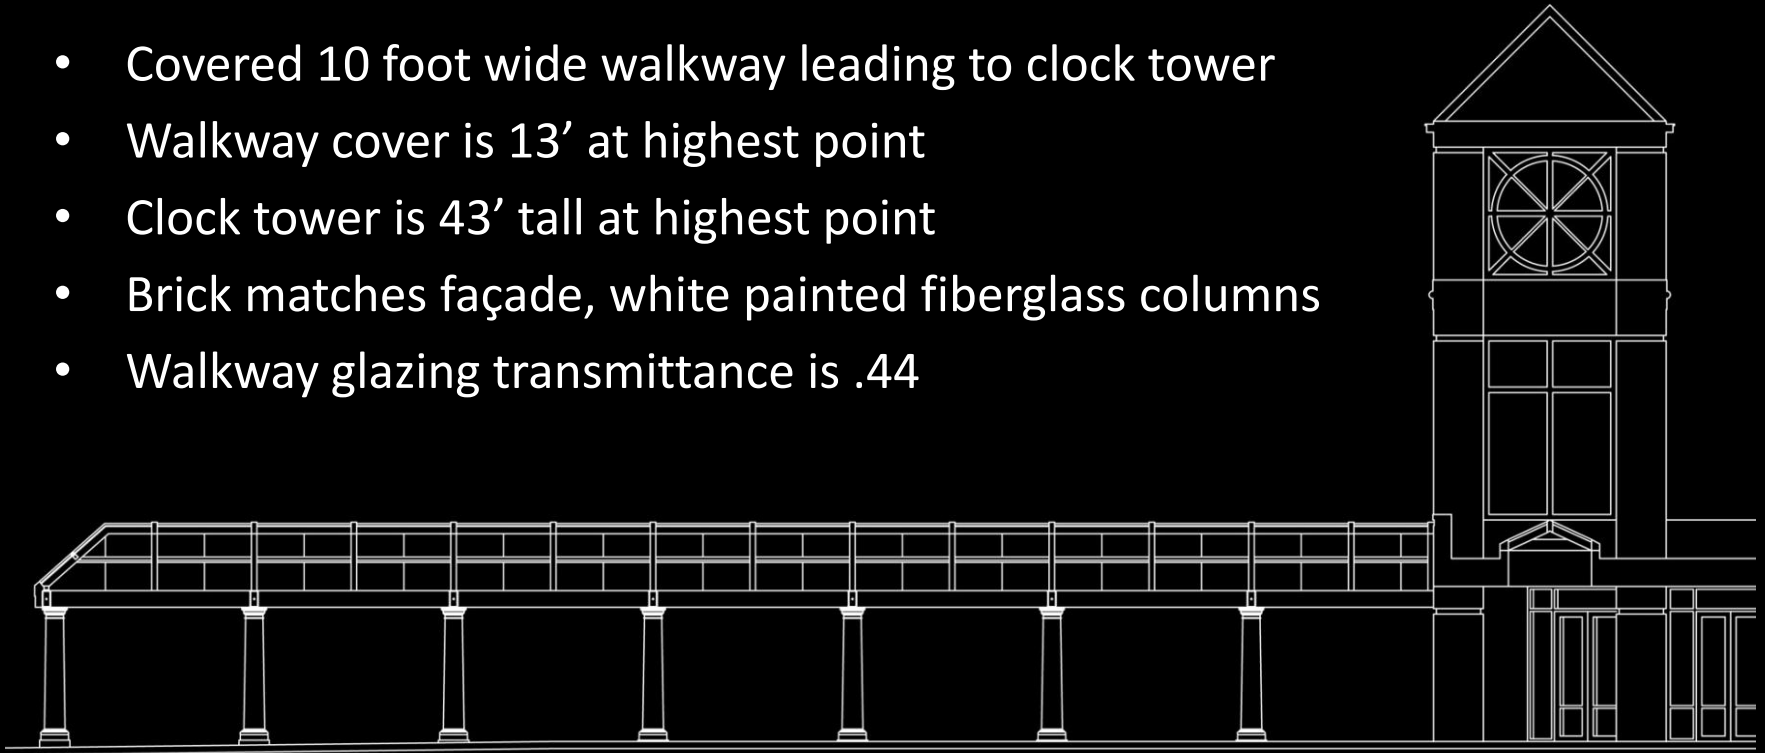 • Covered 10 foot wide walkway leading to clock tower
• Walkway cover is 13’ at highest point
• Clock tower is 43’ tall at highest point
• Brick matches façade, white painted fiberglass columns
• Walkway glazing transmittance is .44